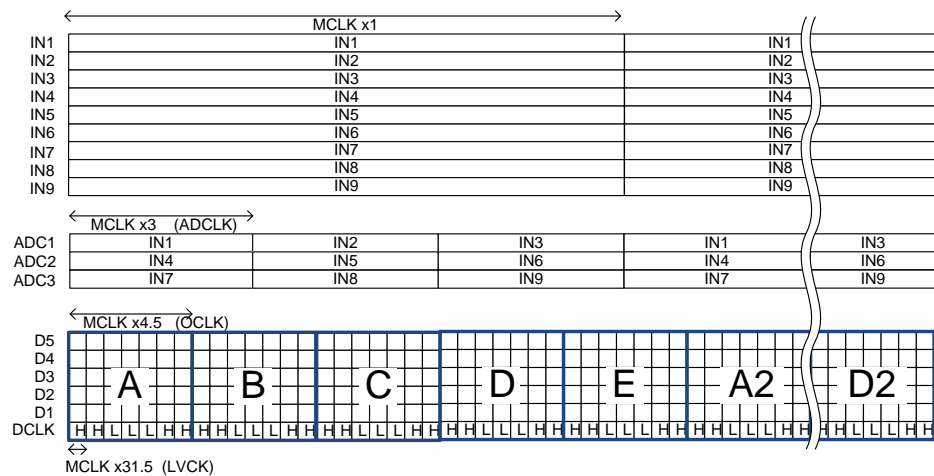 MCLK x1
IN1 IN1 IN1
IN2 IN2 IN2
IN3 IN3 IN3
IN4 IN4 IN4
IN5 IN5 IN5
IN6 IN6 IN6
IN7 IN7 IN7
IN8 IN8 IN8
IN9 IN9 IN9
MCLK x3 (ADCLK)
ADC1 IN1 IN2 IN3 IN1 IN3
ADC2 IN4 IN5 IN6 IN4 IN6
ADC3 IN7 IN8 IN9 IN7 IN9
MCLK x4.5 (OCLK)
D5
D4
D3 A B C D E A2 D2
D2
D1
DCLK H H L L L H H H H L L L H H H H L L L H H H H L L L H H H H L L L H H H H L L L H H H L L L H H
MCLK x31.5 (LVCK)